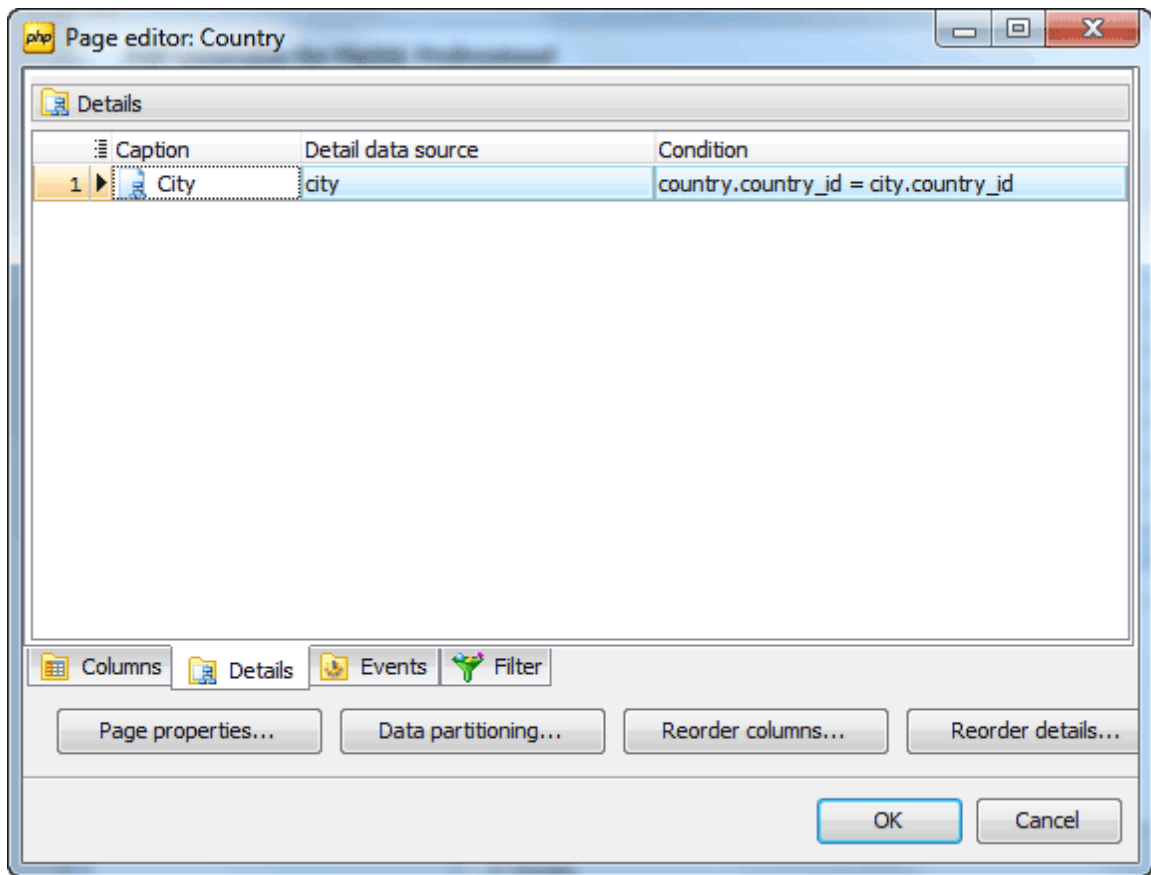 php Page editor: Country
Details
Caption Detail data source Condition
1 City city country.country_id = city.country_id
Columns Details Events Filter
Page properties... Data partitioning... Reorder columns... Reorder details...
OK Cancel